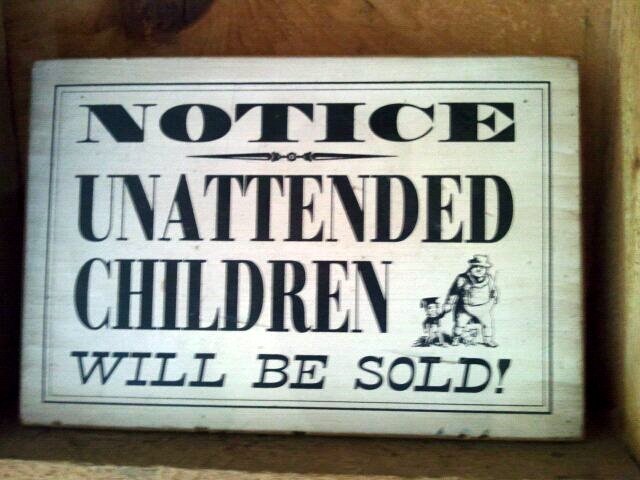 NOTICE
UNATTENDED
CHILDREN
WILL BE SOLD!